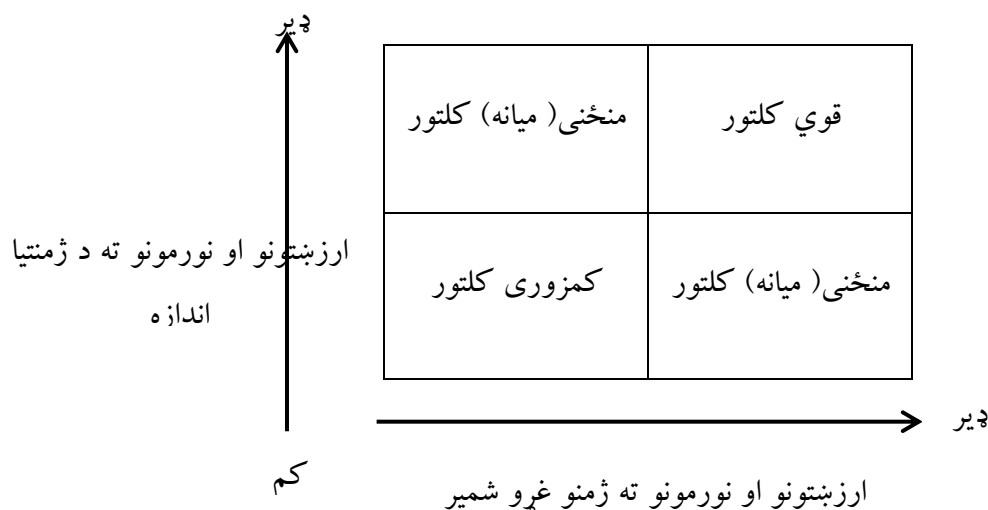 ډیر
منځنی( میانه) کلتور
قوي کلتور
ارزښتونو او نورمونو ته د ژمنتیا
اندازه
کمزوری کلتور
منځنی( میانه) کلتور
ډیر
کم
ارزښتونو او نورمونو ته ژمنو غړو شمیر